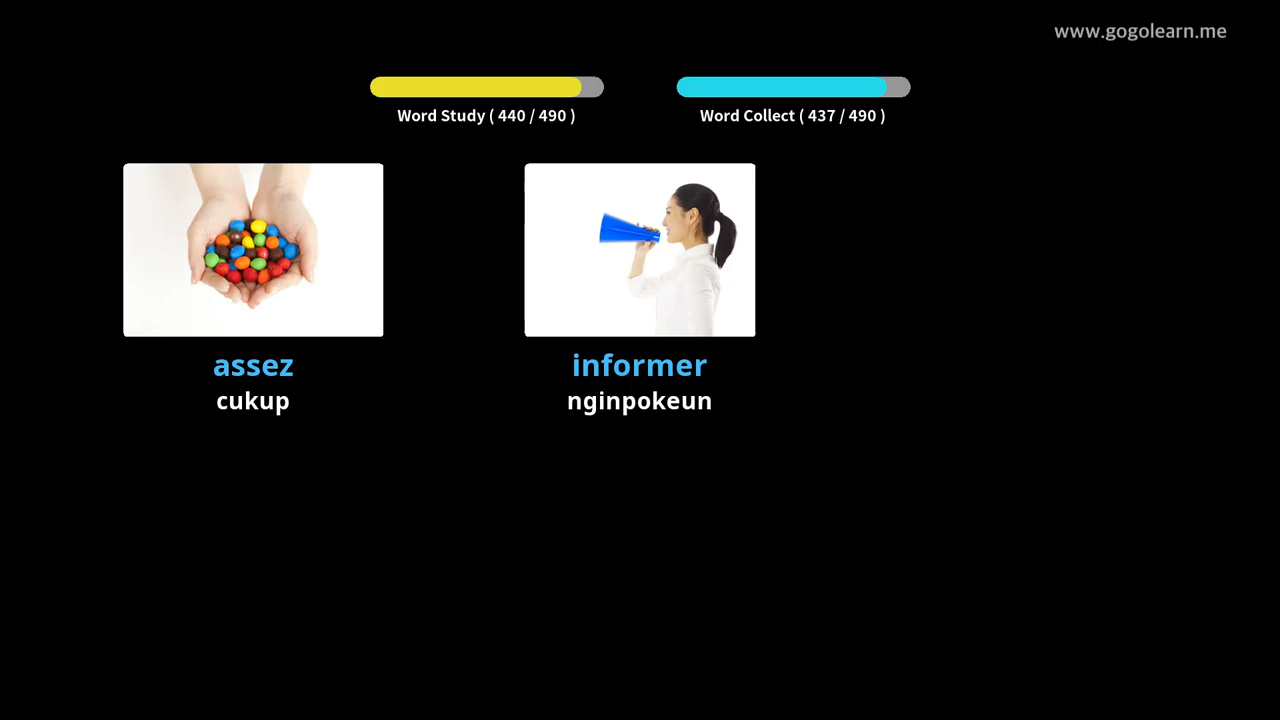 www.gogolearn.me
Word Study ( 440 / 490 )
Word Collect ( 437 / 490 )
assez
cukup
informer
nginpokeun